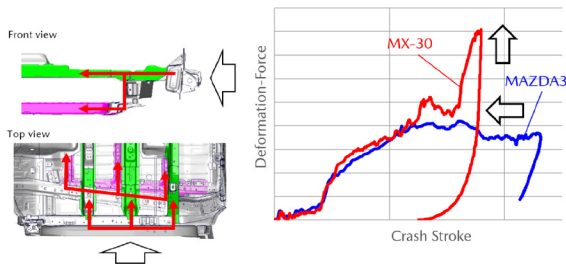 Front view
Top view
Deformation-Force
MX-30
MAZDA3
Crash Stroke